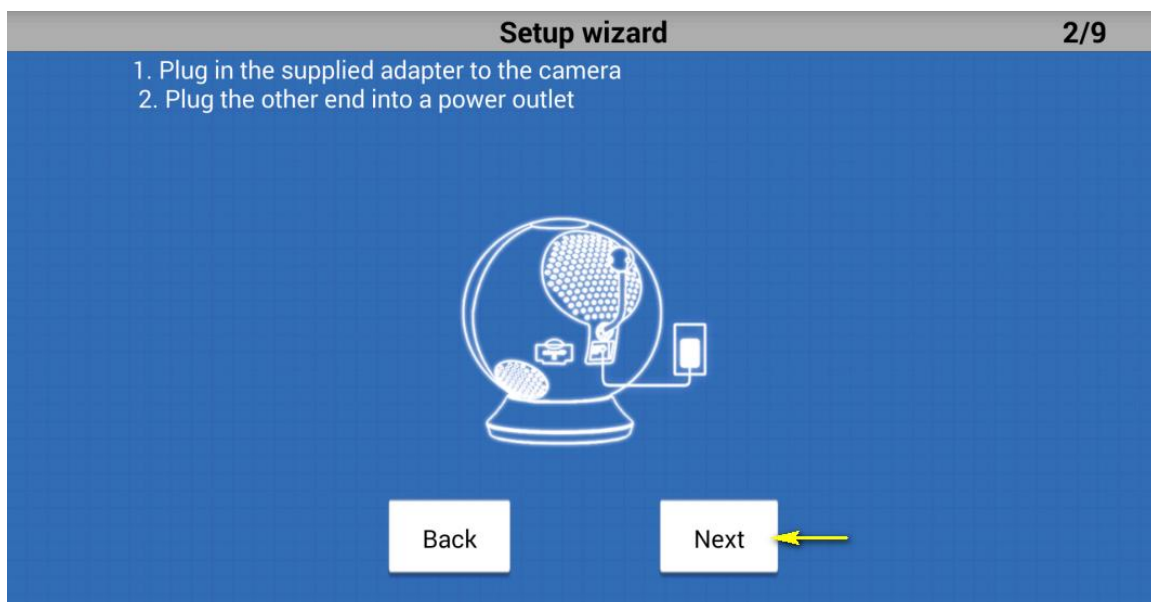 Setup wizard 2/9
1. Plug in the supplied adapter to the camera
2. Plug the other end into a power outlet
Back Next